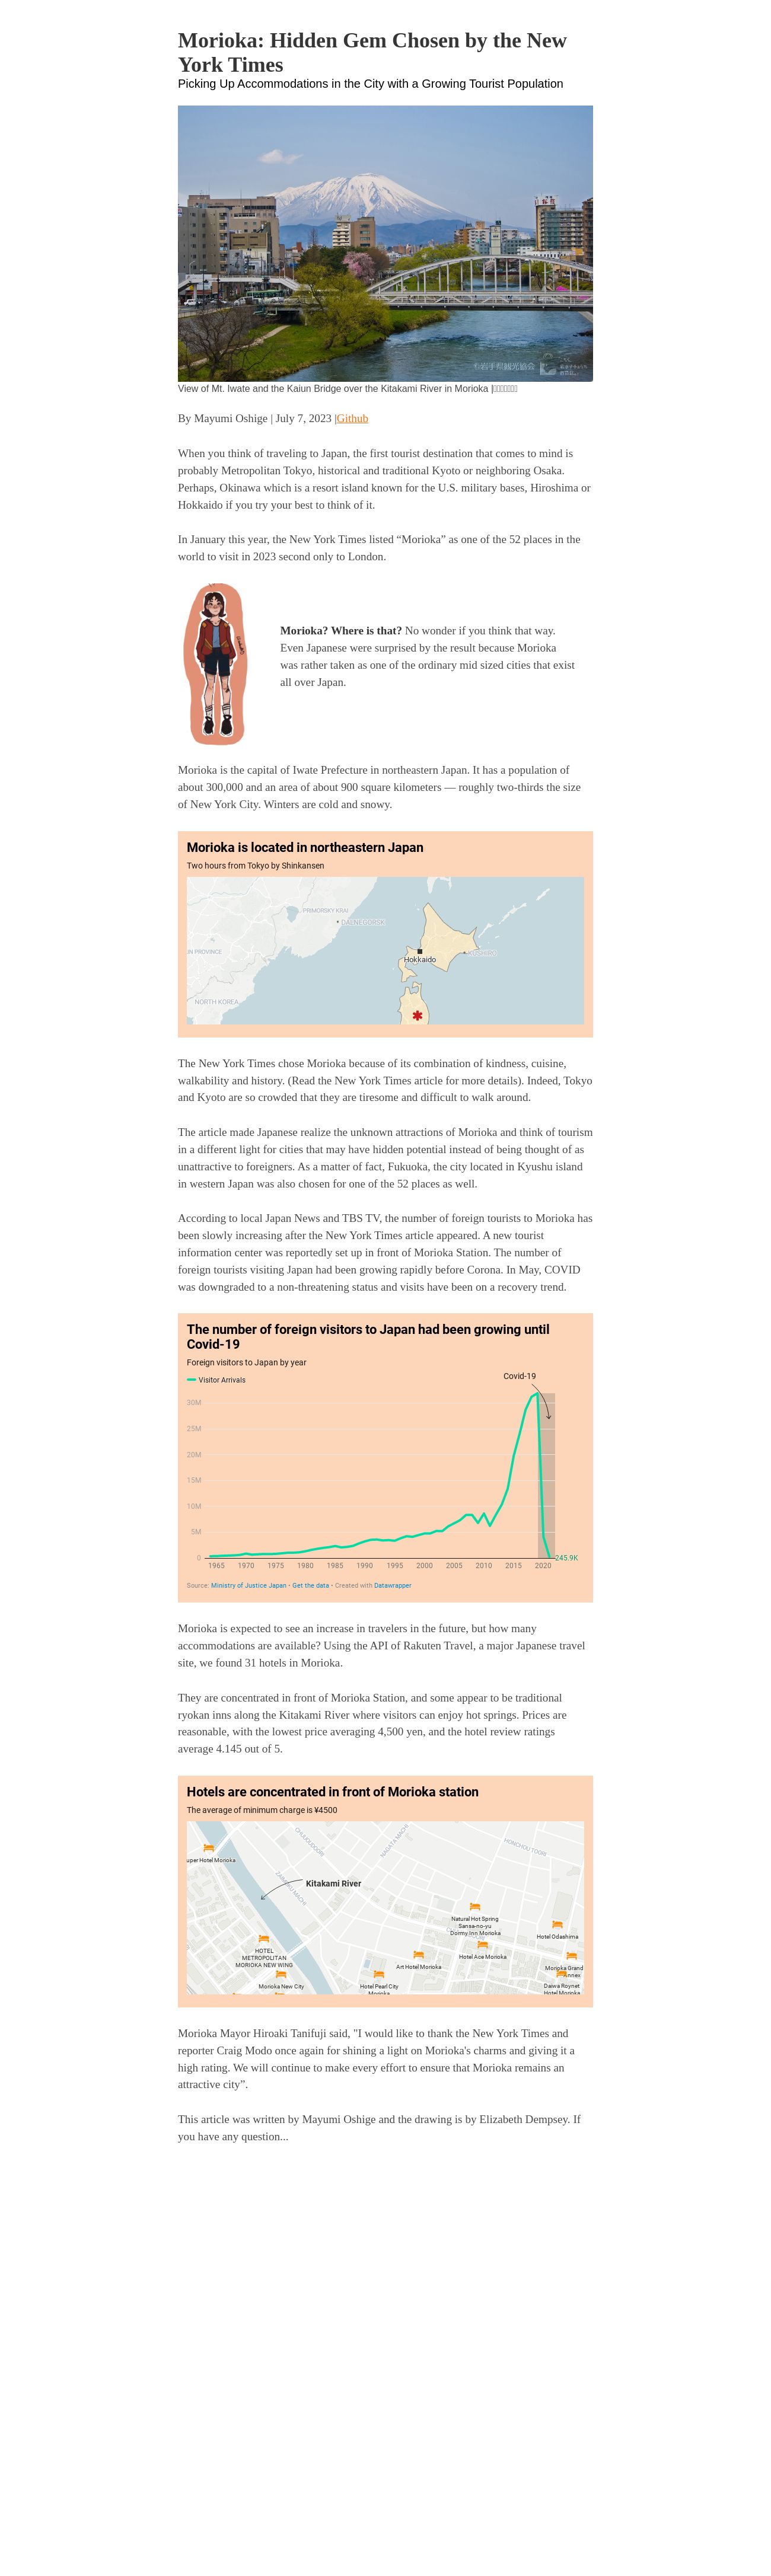 Morioka: Hidden Gem Chosen by the New
York Times
Picking Up Accommodations in the City with a Growing Tourist Population
©岩手県観光協会
View of Mt. Iwate and the Kaiun Bridge over the Kitakami River in Morioka |
By Mayumi Oshige | July 7, 2023 |Github
When you think of traveling to Japan, the first tourist destination that comes to mind is
probably Metropolitan Tokyo, historical and traditional Kyoto or neighboring Osaka.
Perhaps, Okinawa which is a resort island known for the U.S. military bases, Hiroshima or
Hokkaido if you try your best to think of it.
In January this year, the New York Times listed “Morioka” as one of the 52 places in the
world to visit in 2023 second only to London.
Morioka? Where is that? No wonder if you think that way.
Even Japanese were surprised by the result because Morioka
was rather taken as one of the ordinary mid sized cities that exist
all over Japan.
Morioka is the capital of Iwate Prefecture in northeastern Japan. It has a population of
about 300,000 and an area of about 900 square kilometers — roughly two-thirds the size
of New York City. Winters are cold and snowy.
Morioka is located in northeastern Japan
Two hours from Tokyo by Shinkansen
PRIMORSKY KRAI
DALNEGORSK
IN PROVINCE
Hokkaido
NORTH KOREA
The New York Times chose Morioka because of its combination of kindness, cuisine,
walkability and history. (Read the New York Times article for more details). Indeed, Tokyo
and Kyoto are so crowded that they are tiresome and difficult to walk around.
The article made Japanese realize the unknown attractions of Morioka and think of tourism
in a different light for cities that may have hidden potential instead of being thought of as
unattractive to foreigners. As a matter of fact, Fukuoka, the city located in Kyushu island
in western Japan was also chosen for one of the 52 places as well.
According to local Japan News and TBS TV, the number of foreign tourists to Morioka has
been slowly increasing after the New York Times article appeared. A new tourist
information center was reportedly set up in front of Morioka Station. The number of
foreign tourists visiting Japan had been growing rapidly before Corona. In May, COVID
was downgraded to a non-threatening status and visits have been on a recovery trend.
The number of foreign visitors to Japan had been growing until
Covid-19
Foreign visitors to Japan by year
Visitor Arrivals
Covid-19
30M
25M
20M
15M
10M
5M
0
245.9K
1965 1970 1975 1980 1985 1990 1995 2000 2005 2010 2015 2020
Source: Ministry of Justice Japan • Get the data • Created with Datawrapper
Morioka is expected to see an increase in travelers in the future, but how many
accommodations are available? Using the API of Rakuten Travel, a major Japanese travel
site, we found 31 hotels in Morioka.
They are concentrated in front of Morioka Station, and some appear to be traditional
ryokan inns along the Kitakami River where visitors can enjoy hot springs. Prices are
reasonable, with the lowest price averaging 4,500 yen, and the hotel review ratings
average 4.145 out of 5.
Hotels are concentrated in front of Morioka station
The average of minimum charge is ¥4500
CHUOODOORI
NAGATA MACHI
HONCHOU TOORI
uper Hotel Morioka
ZAIMOKU MACHI
Kitakami River
Natural Hot Spring
Sansa-no-yu
Dormy Inn Morioka
Hotel Odashima
HOTEL
METROPOLITAN
MORIOKA NEW WING
Hotel Ace Morioka
Art Hotel Morioka
Morioka Grand
Annex
Morioka New City
Hotel Pearl City
Morioka
Daiwa Roynet
Hotel Morioka
Morioka Mayor Hiroaki Tanifuji said, "I would like to thank the New York Times and
reporter Craig Modo once again for shining a light on Morioka's charms and giving it a
high rating. We will continue to make every effort to ensure that Morioka remains an
attractive city”.
This article was written by Mayumi Oshige and the drawing is by Elizabeth Dempsey. If
you have any question...